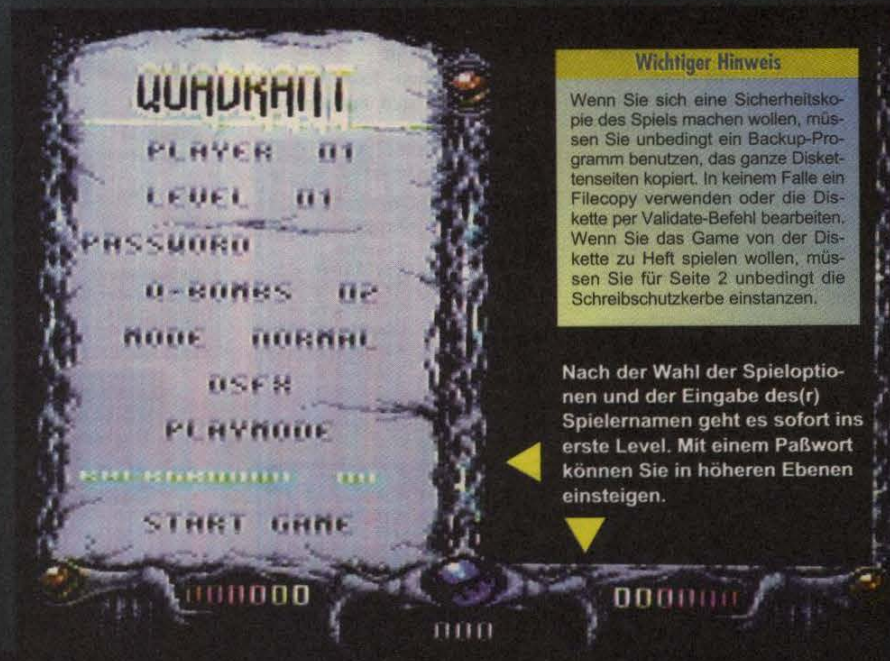 QUADRANT
PLAYER 01
LEVEL 01
PASSWORD
Q-BOMBS 02
MODE NORMAL
DSFX
PLAYMODE
BACKGROUND 00
START GAME
000000
000
000000
Wichtiger Hinweis
Wenn Sie sich eine Sicherheitsko-
pie des Spiels machen wollen, müs-
sen Sie unbedingt ein Backup-Pro-
gramm benutzen, das ganze Disket-
tenseiten kopiert. In keinem Falle ein
Filecopy verwenden oder die Dis-
kette per Validate-Befehl bearbeiten.
Wenn Sie das Game von der Dis-
kette zu Heft spielen wollen, müs-
sen Sie für Seite 2 unbedingt die
Schreibschutzkerbe einstanzen.
Nach der Wahl der Spieloptio-
nen und der Eingabe des(r)
Spielernamen geht es sofort ins
erste Level. Mit einem Paßwort
können Sie in höheren Ebenen
einsteigen.